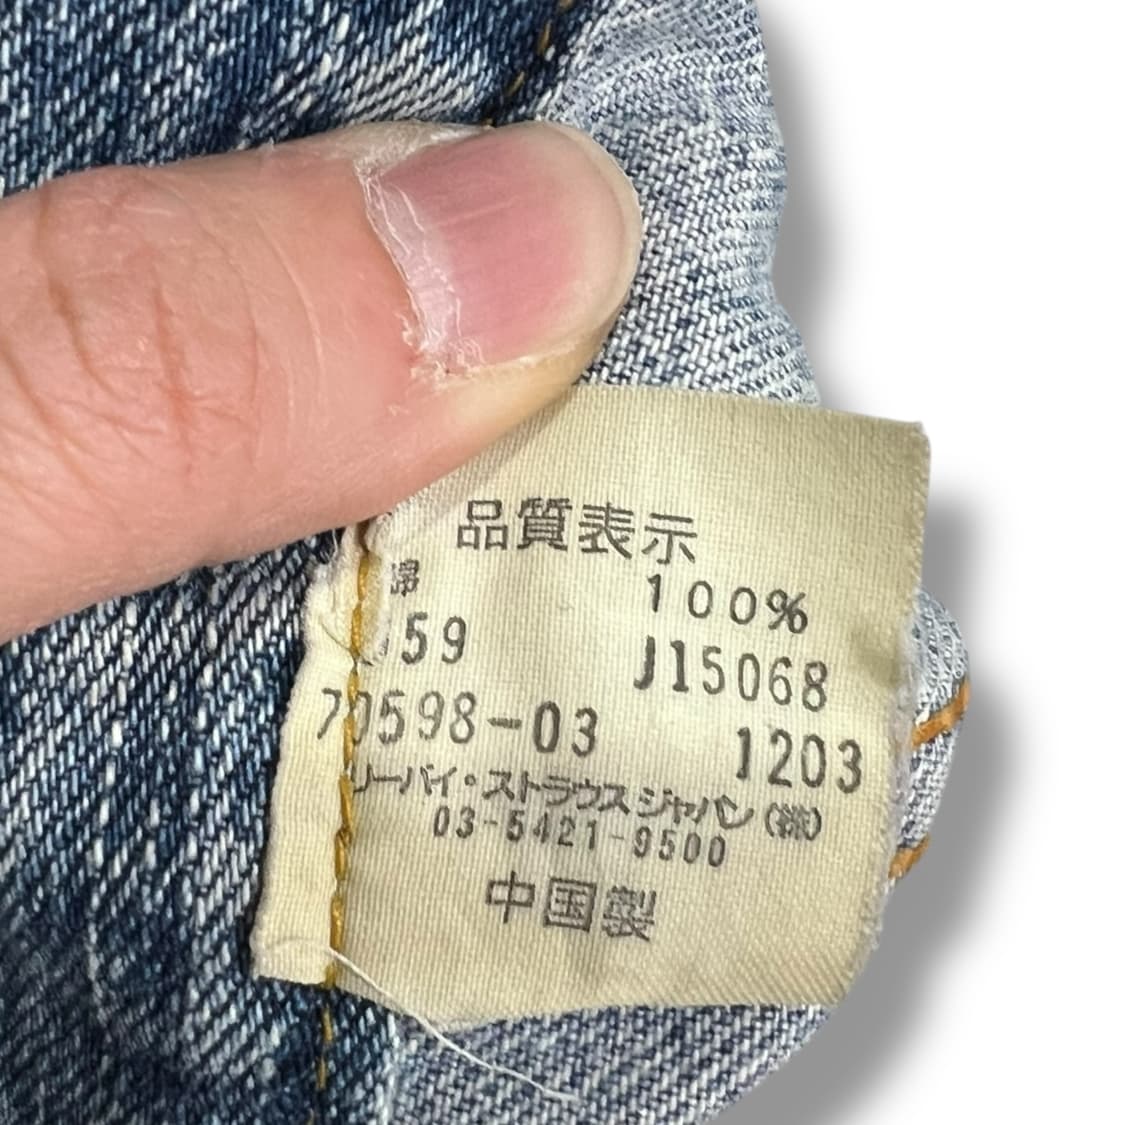 品質表示
綿 100%
59 J15068
70598-03 1203
リーバイ・ストラウス ジャパン (株)
03-5421-9500
中国製